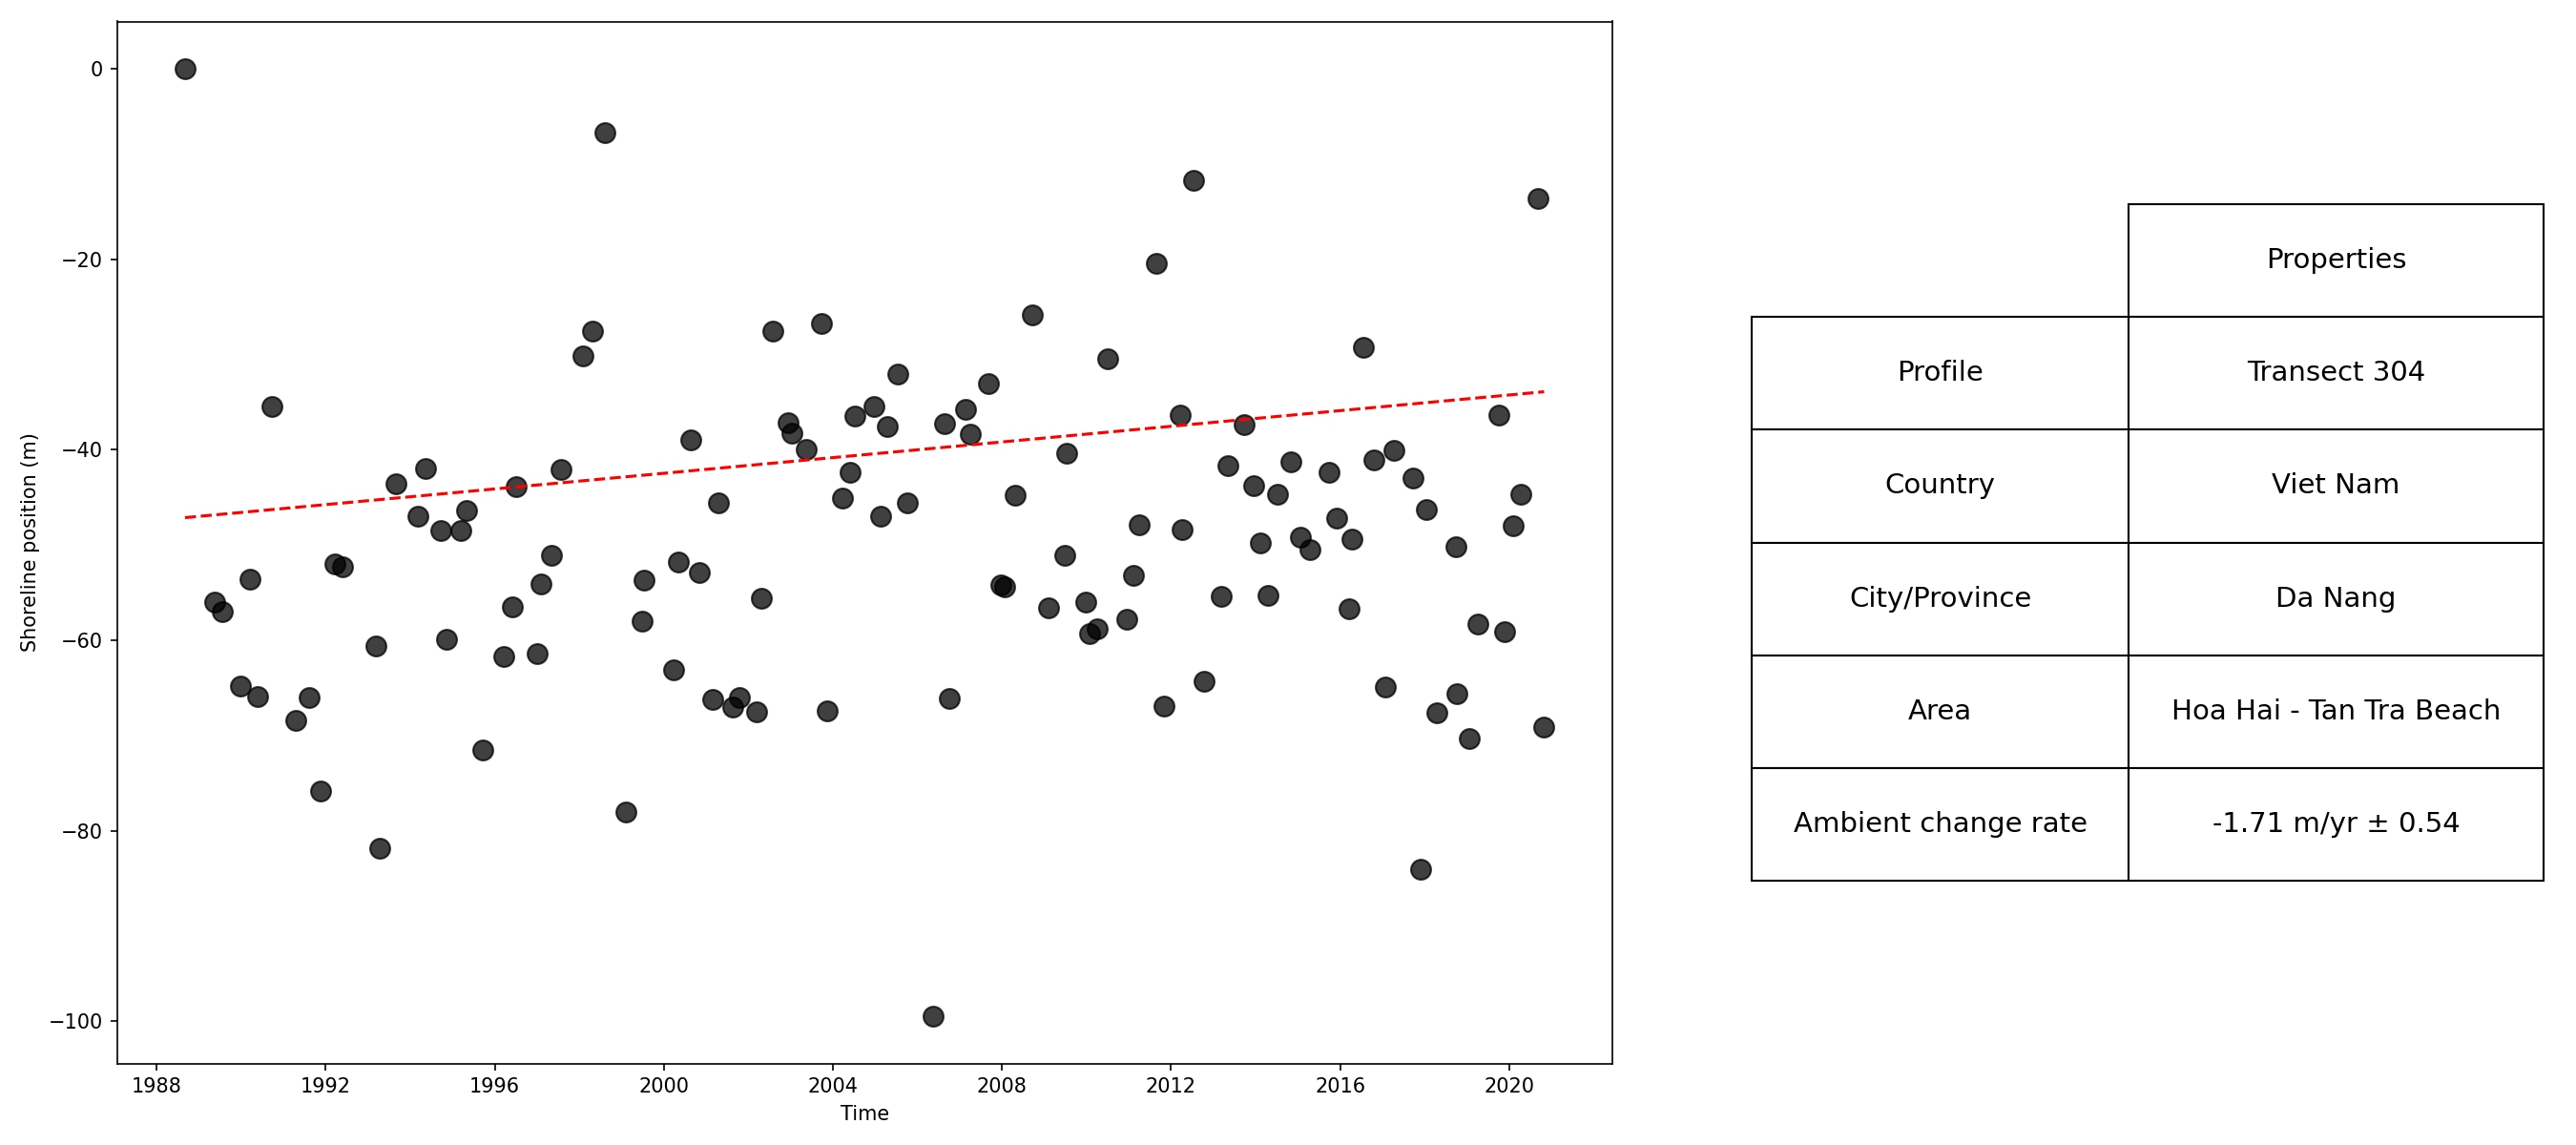 0
−20
−40
−60
−80
−100
Shoreline position (m)
1988 1992 1996 2000 2004 2008 2012 2016 2020
Time
Properties
Profile Transect 304
Country Viet Nam
City/Province Da Nang
Area Hoa Hai - Tan Tra Beach
Ambient change rate -1.71 m/yr ± 0.54